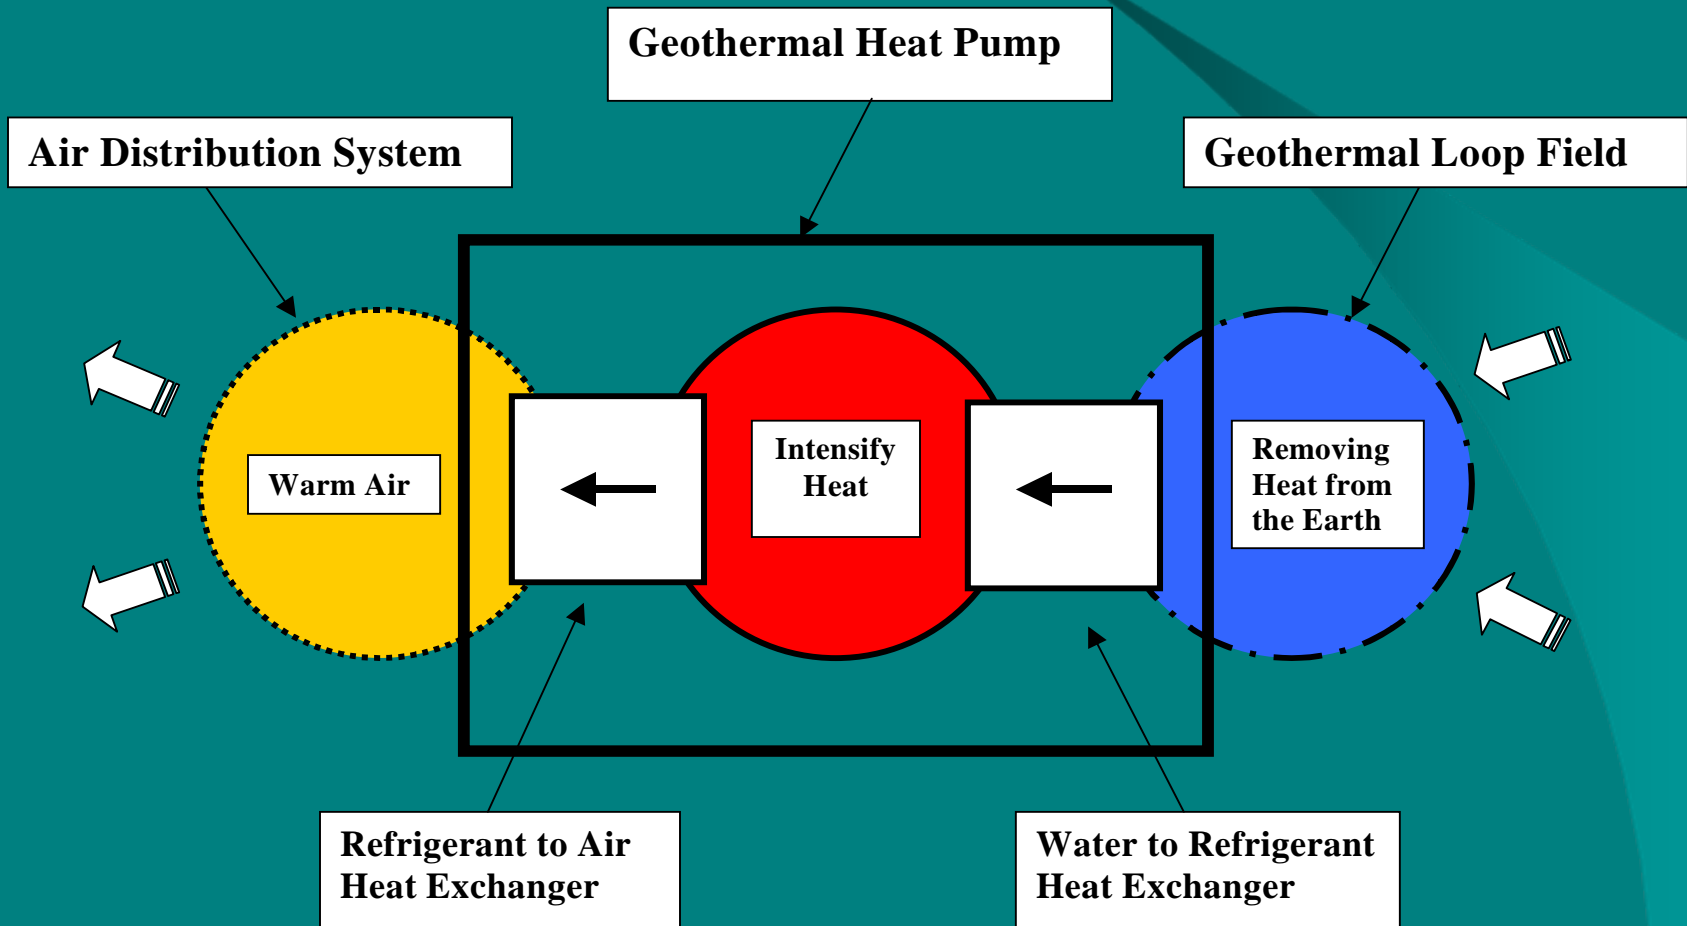 Geothermal Heat Pump
Air Distribution System
Geothermal Loop Field
Warm Air
Intensify
Heat
Removing
Heat from
the Earth
Refrigerant to Air
Heat Exchanger
Water to Refrigerant
Heat Exchanger